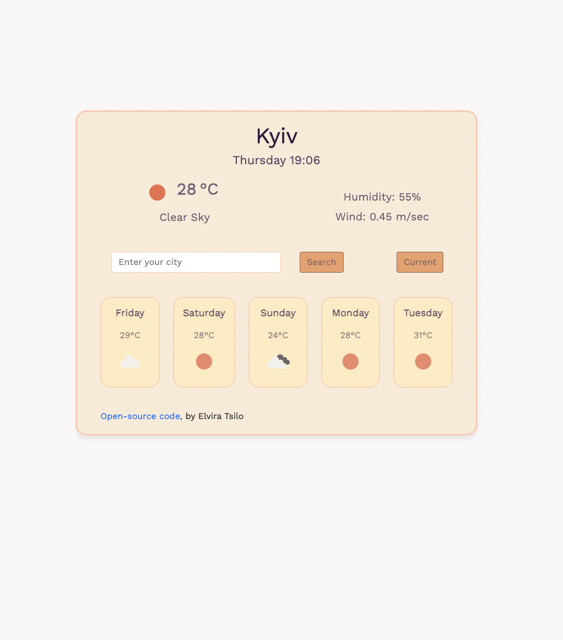 Kyiv
Thursday 19:06
28 °C
Clear Sky
Humidity: 55%
Wind: 0.45 m/sec
Enter your city
Search
Current
Friday
29°C
Saturday
28°C
Sunday
24°C
Monday
28°C
Tuesday
31°C
Open-source code, by Elvira Tsilo